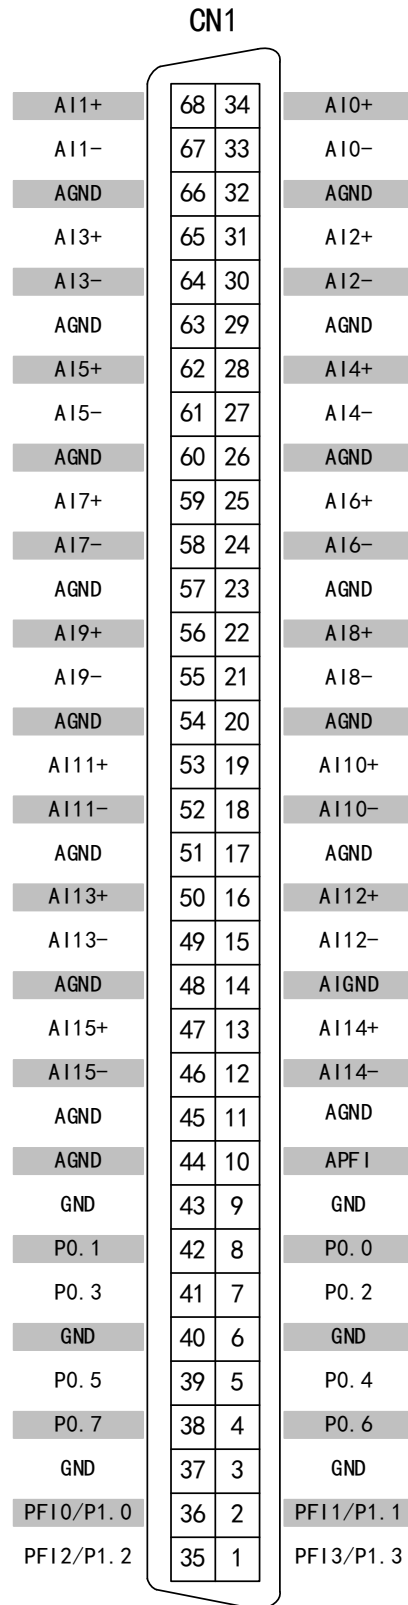 CN1
AI1+ 68 34 AI0+
AI1- 67 33 AI0-
AGND 66 32 AGND
AI3+ 65 31 AI2+
AI3- 64 30 AI2-
AGND 63 29 AGND
AI5+ 62 28 AI4+
AI5- 61 27 AI4-
AGND 60 26 AGND
AI7+ 59 25 AI6+
AI7- 58 24 AI6-
AGND 57 23 AGND
AI9+ 56 22 AI8+
AI9- 55 21 AI8-
AGND 54 20 AGND
AI11+ 53 19 AI10+
AI11- 52 18 AI10-
AGND 51 17 AGND
AI13+ 50 16 AI12+
AI13- 49 15 AI12-
AGND 48 14 AIGND
AI15+ 47 13 AI14+
AI15- 46 12 AI14-
AGND 45 11 AGND
AGND 44 10 APFI
GND 43 9 GND
P0.1 42 8 P0.0
P0.3 41 7 P0.2
GND 40 6 GND
P0.5 39 5 P0.4
P0.7 38 4 P0.6
GND 37 3 GND
PFI0/P1.0 36 2 PFI1/P1.1
PFI2/P1.2 35 1 PFI3/P1.3